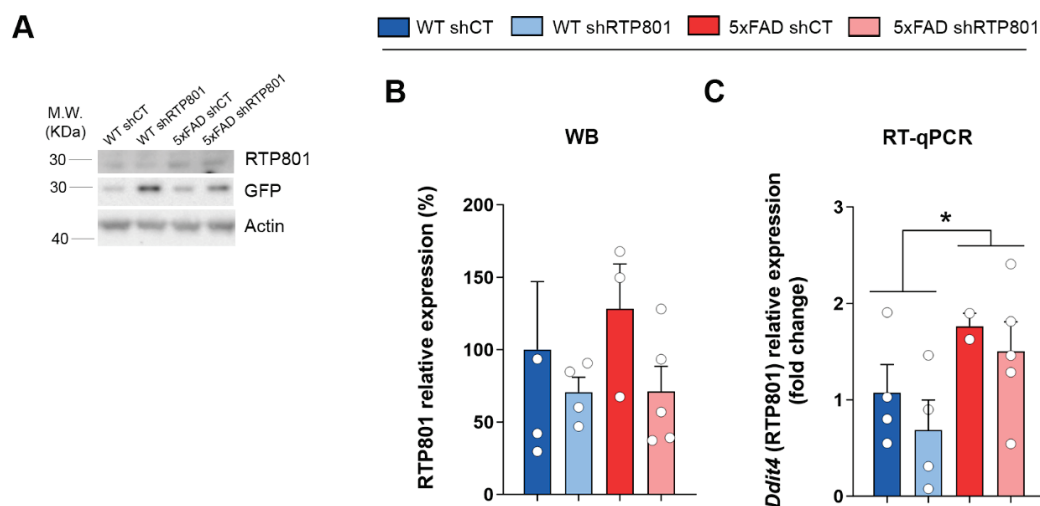 WT shCT WT shRTP801 5xFAD shCT 5xFAD shRTP801
A
M.W.
(KDa)
WT shCT
WT shRTP801
5xFAD shCT
5xFAD shRTP801
30
RTP801
30
GFP
Actin
40
B
WB
RTP801 relative expression (%)
200
150
100
50
0
C
RT-qPCR
Ddit4 (RTP801) relative expression
(fold change)
3
2
1
0
*